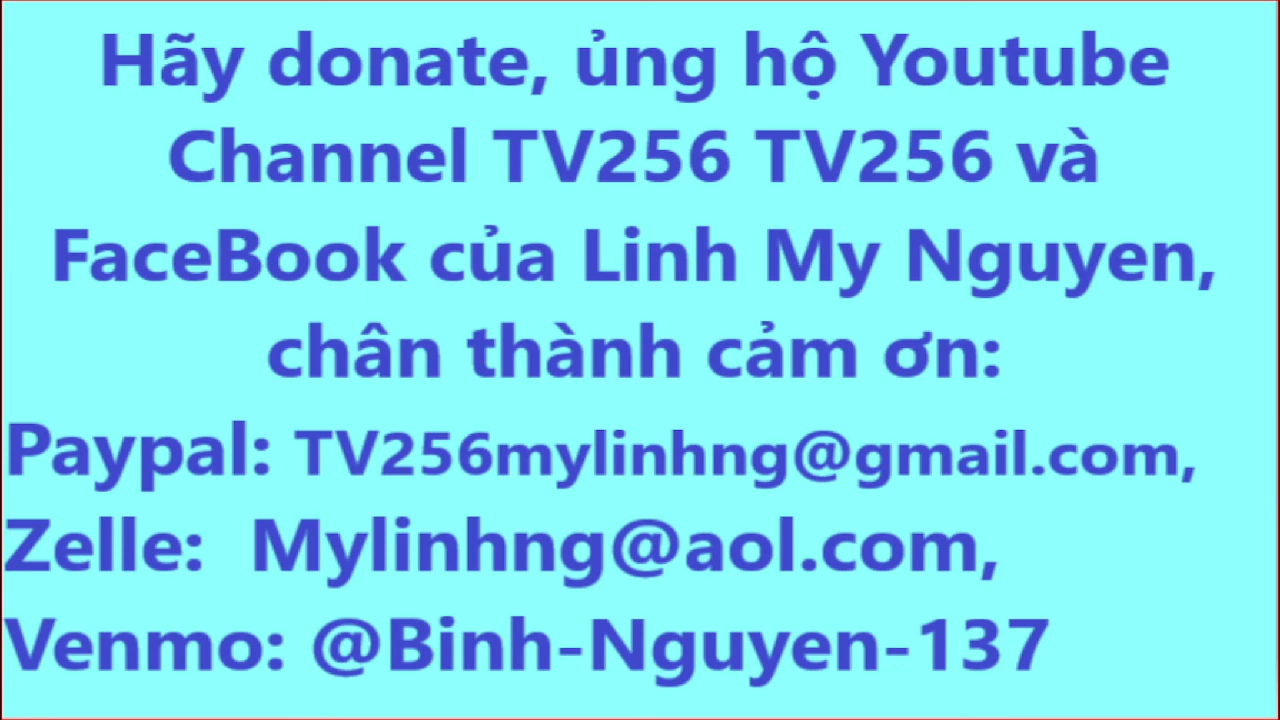 Hãy donate, ủng hộ Youtube
Channel TV256 TV256 và
FaceBook của Linh My Nguyen,
chân thành cảm ơn:
Paypal: TV256mylinhng@gmail.com,
Zelle: Mylinhng@aol.com,
Venmo: @Binh-Nguyen-137